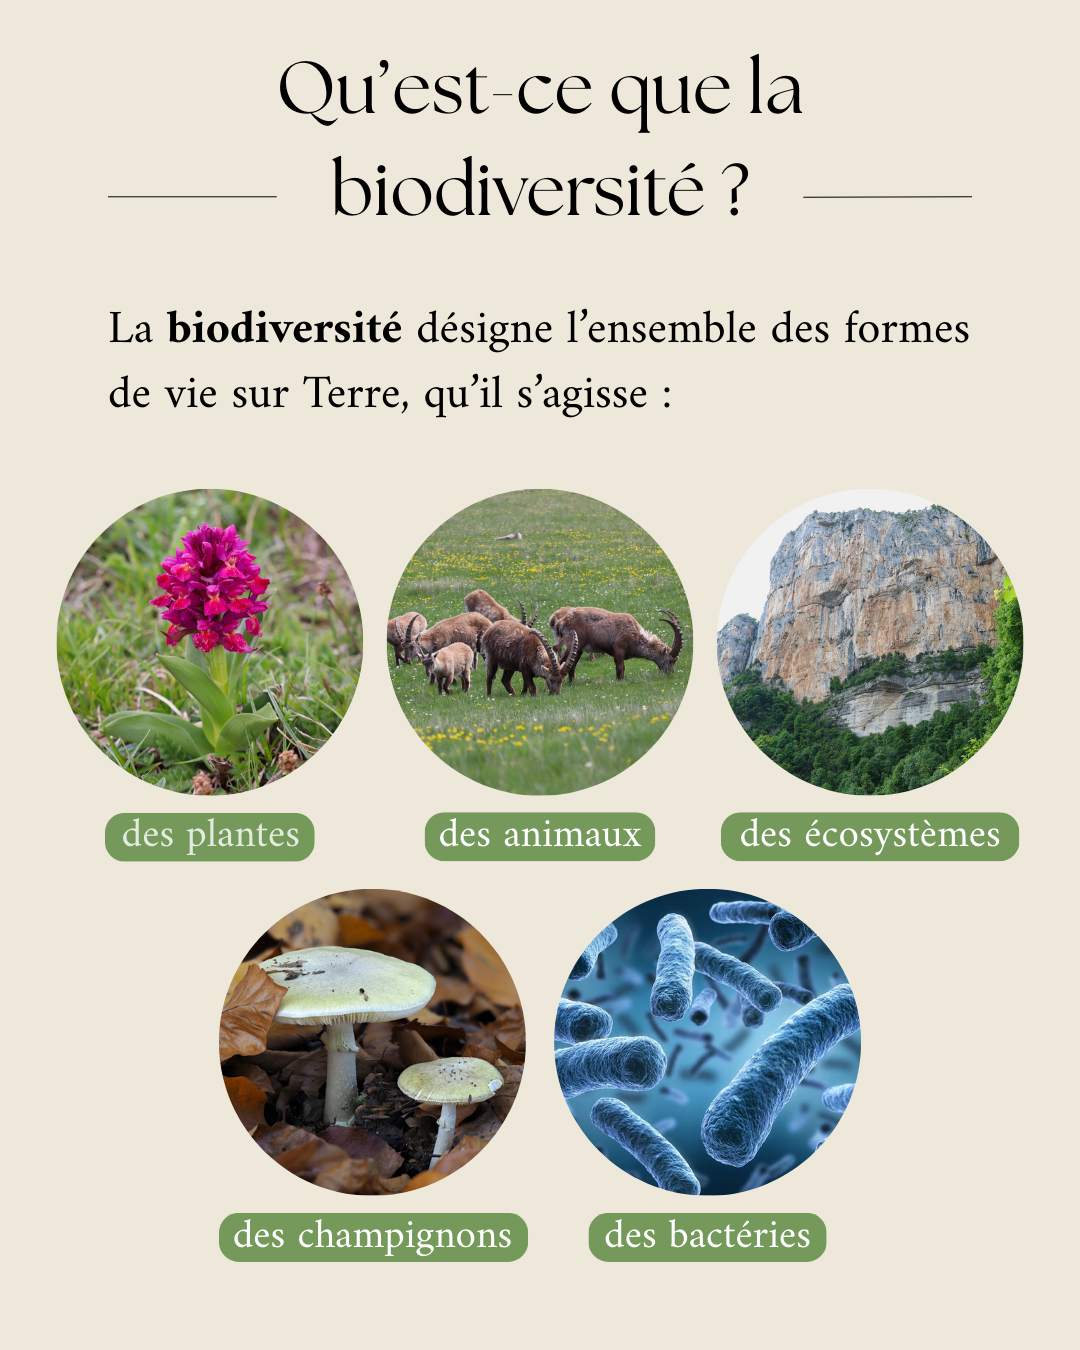 Qu’est-ce que la
biodiversité ?
La biodiversité désigne l’ensemble des formes
de vie sur Terre, qu’il s’agisse :
des plantes
des animaux
des écosystèmes
des champignons
des bactéries